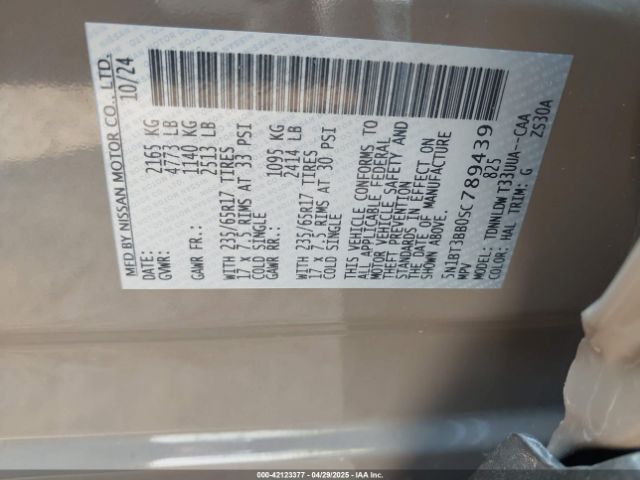 MFD BY NISSAN MOTOR CO., LTD.
DATE: 10/24
GVWR: 2165 KG
4773 LB
GAWR FR.: 1140 KG
2513 LB
WITH 235/65R17 TIRES
17 X 7.5 RIMS AT 33 PSI
COLD SINGLE
GAWR RR: 1095 KG
2414 LB
WITH 235/65R17 TIRES
17 X 7.5 RIMS AT 30 PSI
COLD SINGLE
THIS VEHICLE CONFORMS TO
ALL APPLICABLE FEDERAL
MOTOR VEHICLE SAFETY AND
THEFT PREVENTION
STANDARDS IN EFFECT ON
THE DATE OF MANUFACTURE
SHOWN ABOVE.
5N1BT3BB0SC789439
MPV 825
MODEL: TDNNLDW T33UUA--CAA
COLOR: HAL TRIM: G 2S30A
000-42123377 - 04/29/2025 - IAAI.COM